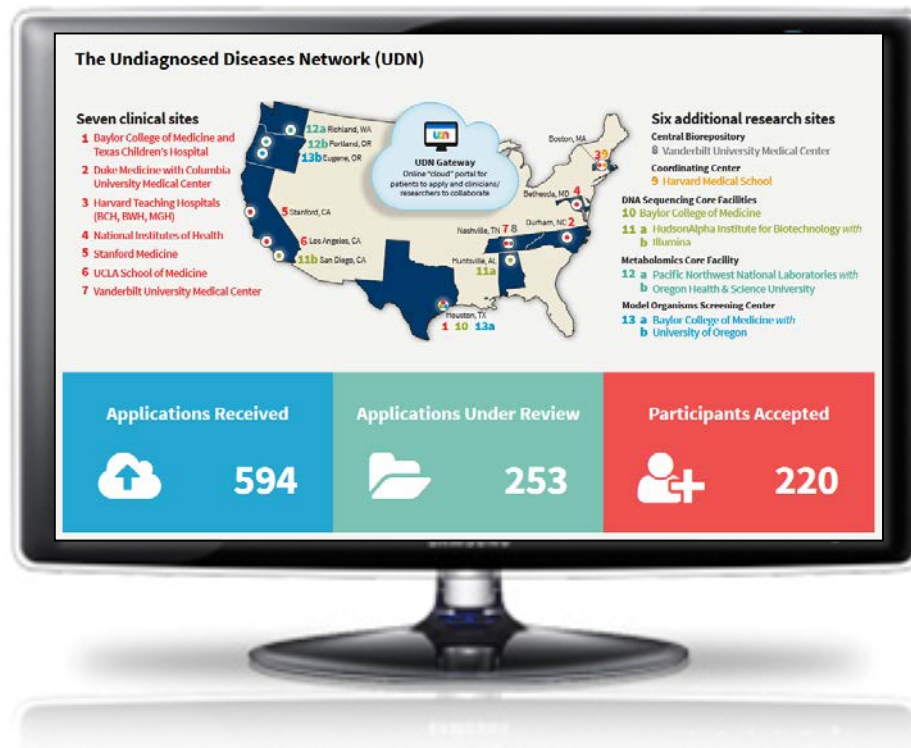 The Undiagnosed Diseases Network (UDN)
Seven clinical sites
1 Baylor College of Medicine and
Texas Children's Hospital
2 Duke Medicine with Columbia
University Medical Center
3 Harvard Teaching Hospitals
(BCH, BWH, MGH)
4 National Institutes of Health
5 Stanford Medicine
6 UCLA School of Medicine
7 Vanderbilt University Medical Center
12a Richland, WA
12b Portland, OR
13b Eugene, OR
UDN Gateway
Online "cloud" portal for
patients to apply and clinicians/
researchers to collaborate
Boston, MA
3 9
Bethesda, MD
4
5 Stanford, CA
Nashville, TN 7 8
Durham, NC 2
6 Los Angeles, CA
11b San Diego, CA
Huntsville, AL
11a
Houston, TX
1 10 13a
Six additional research sites
Central Biorepository
8 Vanderbilt University Medical Center
Coordinating Center
9 Harvard Medical School
DNA Sequencing Core Facilities
10 Baylor College of Medicine
11 a HudsonAlpha Institute for Biotechnology with
b Illumina
Metabolomics Core Facility
12 a Pacific Northwest National Laboratories with
b Oregon Health & Science University
Model Organisms Screening Center
13 a Baylor College of Medicine with
b University of Oregon
Applications Received
594
Applications Under Review
253
Participants Accepted
220